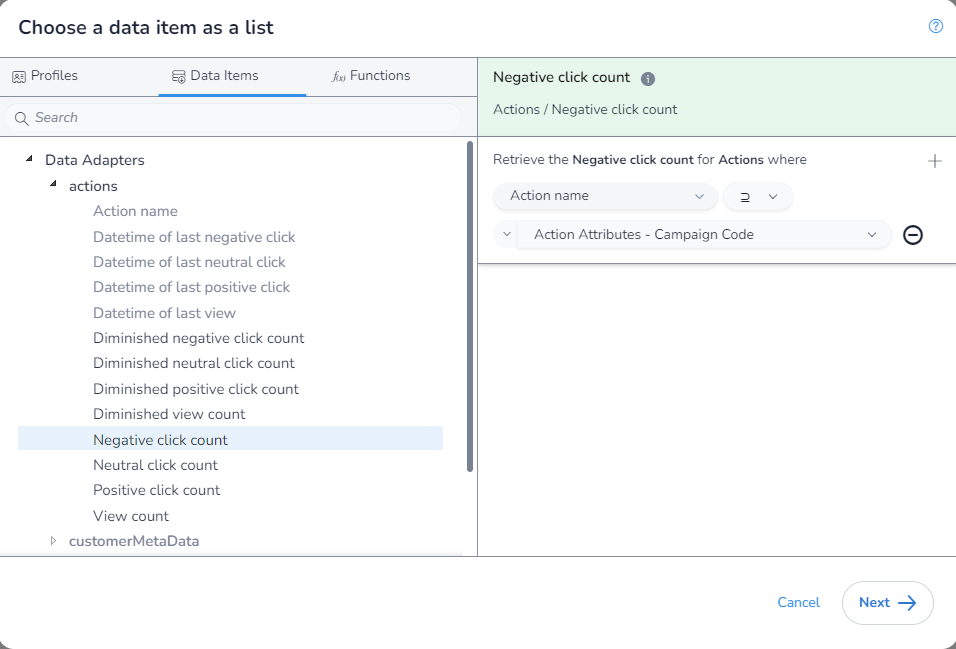 Choose a data item as a list
Profiles
Data Items
f(x) Functions
Search
Data Adapters
actions
Action name
Datetime of last negative click
Datetime of last neutral click
Datetime of last positive click
Datetime of last view
Diminished negative click count
Diminished neutral click count
Diminished positive click count
Diminished view count
Negative click count
Neutral click count
Positive click count
View count
customerMetaData
Negative click count
Actions / Negative click count
Retrieve the Negative click count for Actions where
Action name ⊇
Action Attributes - Campaign Code
Cancel
Next